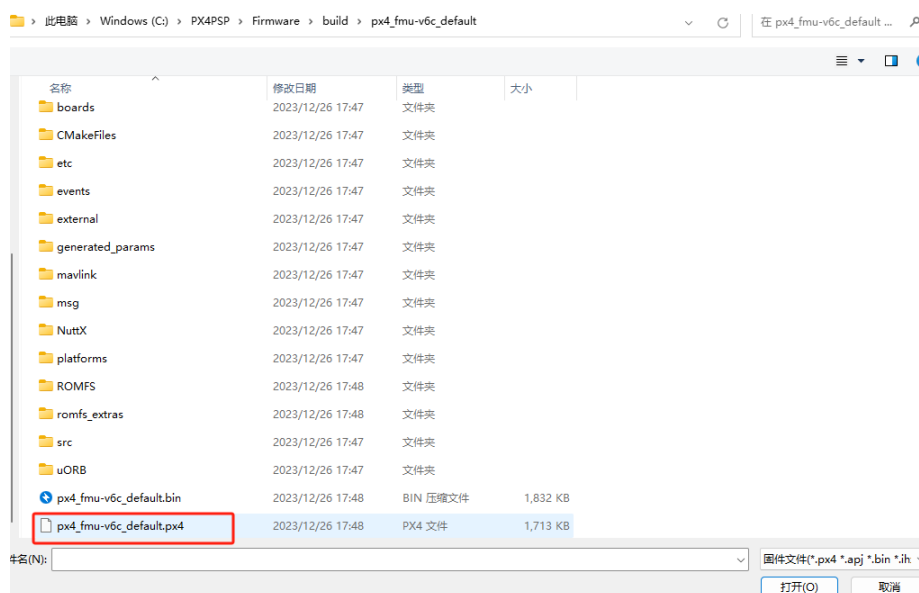 此电脑 > Windows (C:) > PX4PSP > Firmware > build > px4_fmu-v6c_default 在 px4_fmu-v6c_default ...
名称 修改日期 类型 大小
boards 2023/12/26 17:47 文件夹
CMakeFiles 2023/12/26 17:47 文件夹
etc 2023/12/26 17:47 文件夹
events 2023/12/26 17:47 文件夹
external 2023/12/26 17:47 文件夹
generated_params 2023/12/26 17:47 文件夹
mavlink 2023/12/26 17:47 文件夹
msg 2023/12/26 17:47 文件夹
NuttX 2023/12/26 17:47 文件夹
platforms 2023/12/26 17:47 文件夹
ROMFS 2023/12/26 17:48 文件夹
romfs_extras 2023/12/26 17:48 文件夹
src 2023/12/26 17:47 文件夹
uORB 2023/12/26 17:47 文件夹
px4_fmu-v6c_default.bin 2023/12/26 17:48 BIN 压缩文件 1,832 KB
px4_fmu-v6c_default.px4 2023/12/26 17:48 PX4 文件 1,713 KB
件名(N): 固件文件(*.px4 *.apj *.bin *.ih
打开(O) 取消